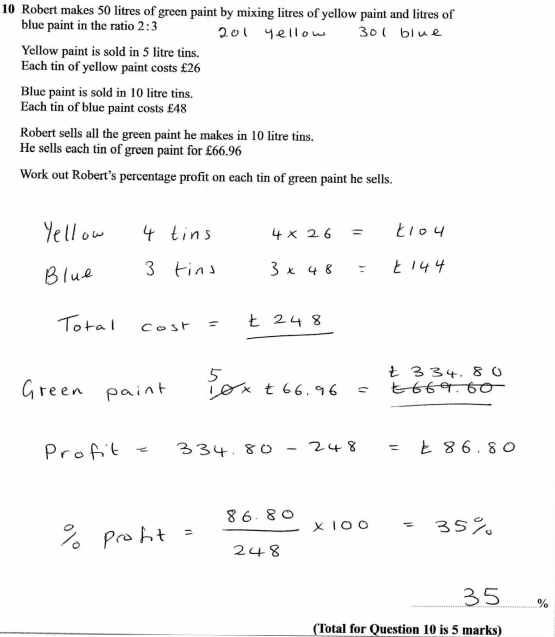 10 Robert makes 50 litres of green paint by mixing litres of yellow paint and litres of
blue paint in the ratio 2:3
20l yellow 30l blue
Yellow paint is sold in 5 litre tins.
Each tin of yellow paint costs £26
Blue paint is sold in 10 litre tins.
Each tin of blue paint costs £48
Robert sells all the green paint he makes in 10 litre tins.
He sells each tin of green paint for £66.96
Work out Robert's percentage profit on each tin of green paint he sells.
Yellow 4 tins 4 × 26 = £104
Blue 3 tins 3 × 48 = £144
Total cost = £248
5 £334.80
Green paint 10 × £66.96 = £669.60
Profit = 334.80 - 248 = £86.80
% profit = 86.80 / 248 × 100 = 35%
35 %
(Total for Question 10 is 5 marks)